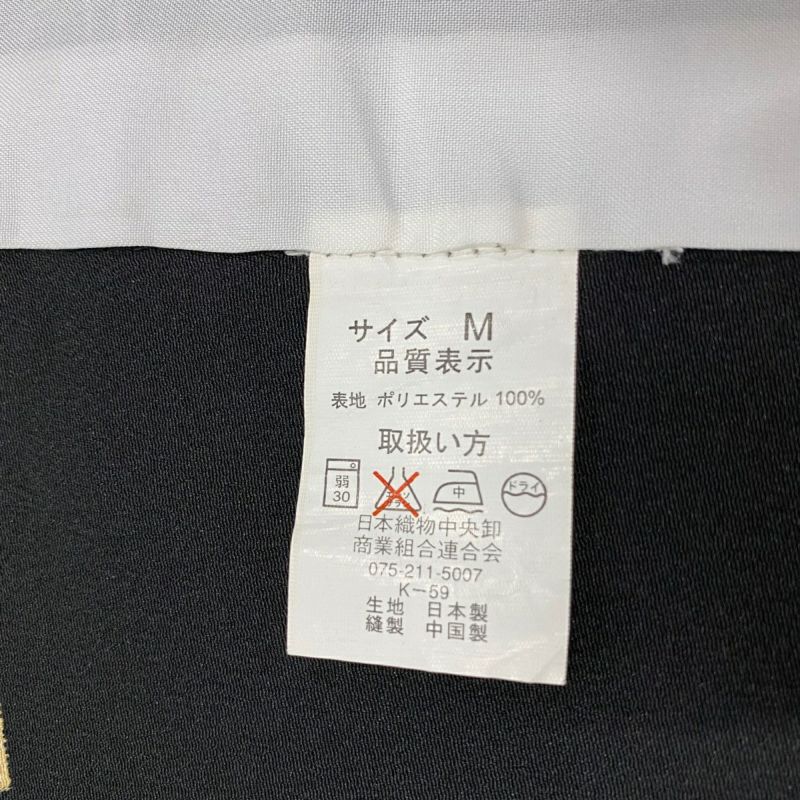 サイズ M
品質表示
表地 ポリエステル 100%
取扱い方
弱 30 中 ドライ
日本織物中央卸
商業組合連合会
075-211-5007
K-59
生地 日本製
縫製 中国製